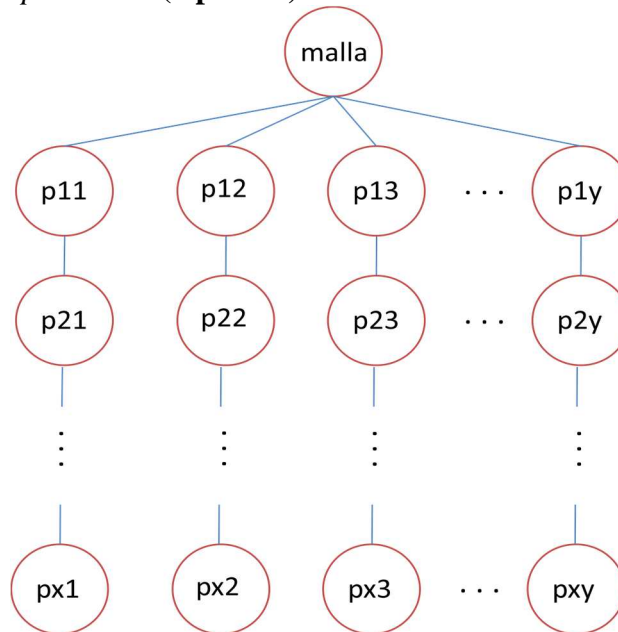 malla
p11 p12 p13 . . . p1y
p21 p22 p23 . . . p2y
px1 px2 px3 . . . pxy